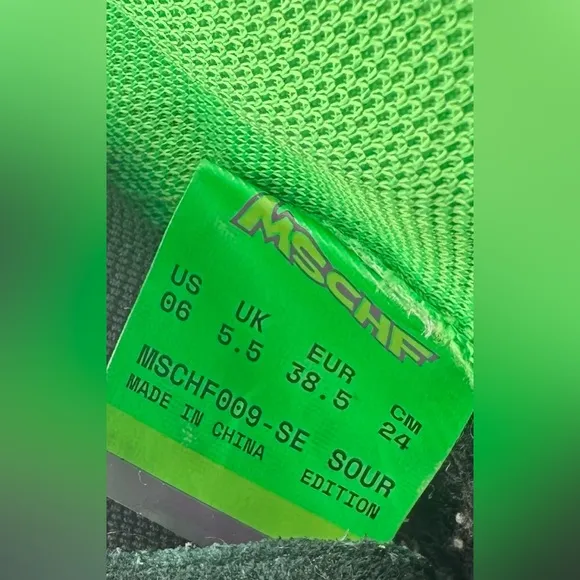 MSCHF
US UK EUR CM
06 5.5 38.5 24
MSCHF009-SE SOUR
MADE IN CHINA EDITION